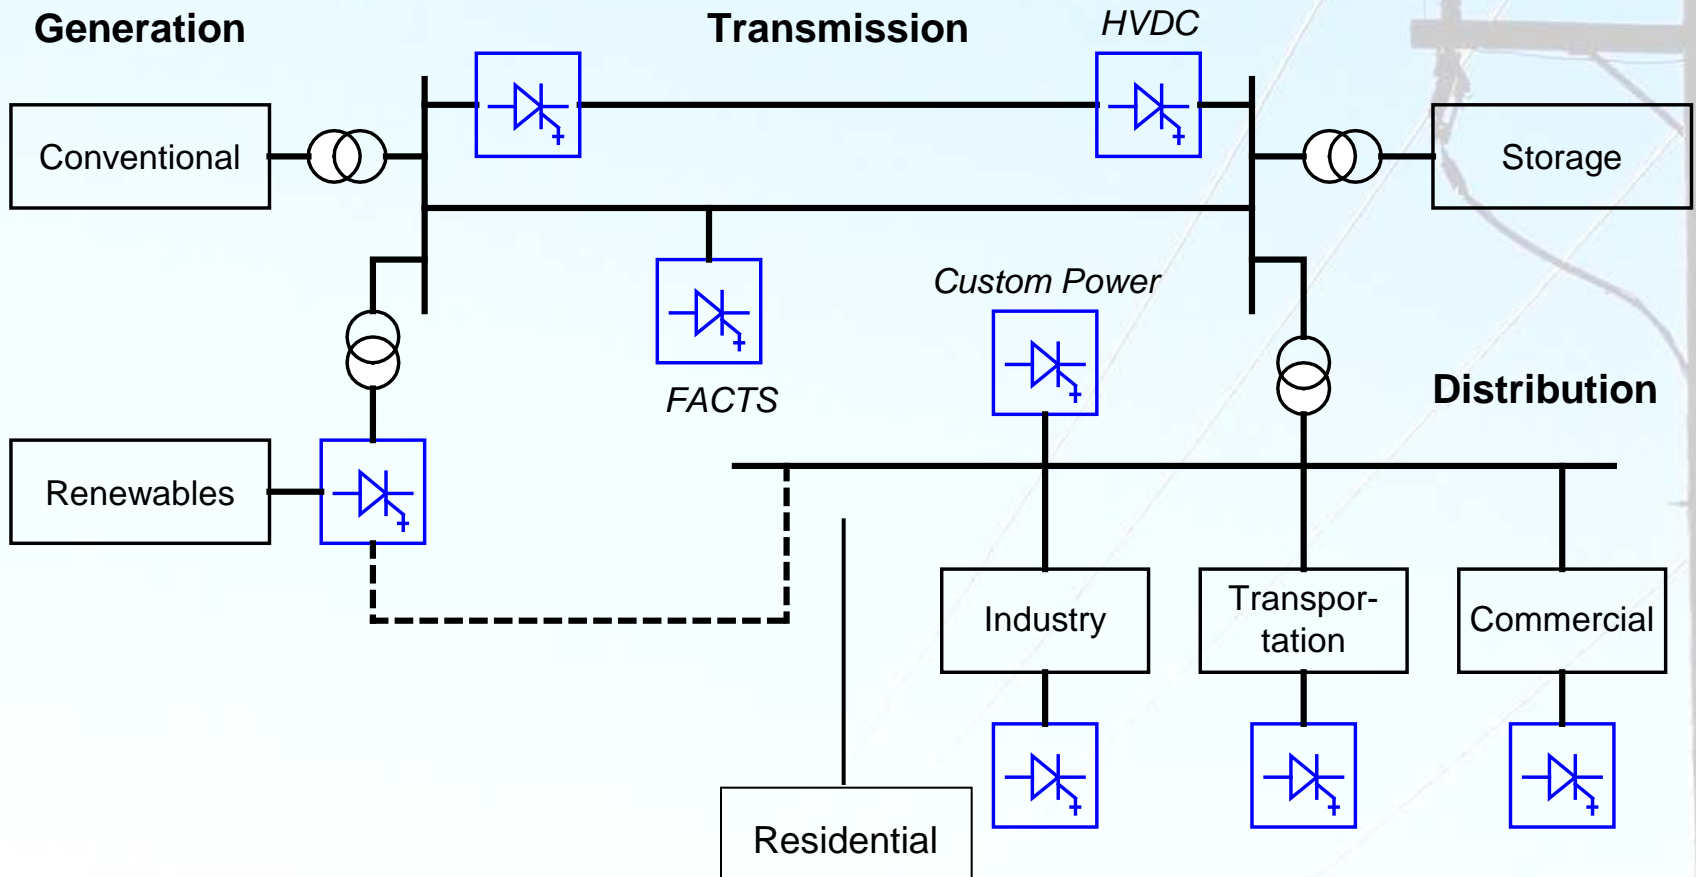 Generation
Transmission
HVDC
Conventional
Storage
Custom Power
FACTS
Distribution
Renewables
Industry
Transpor-
tation
Commercial
Residential